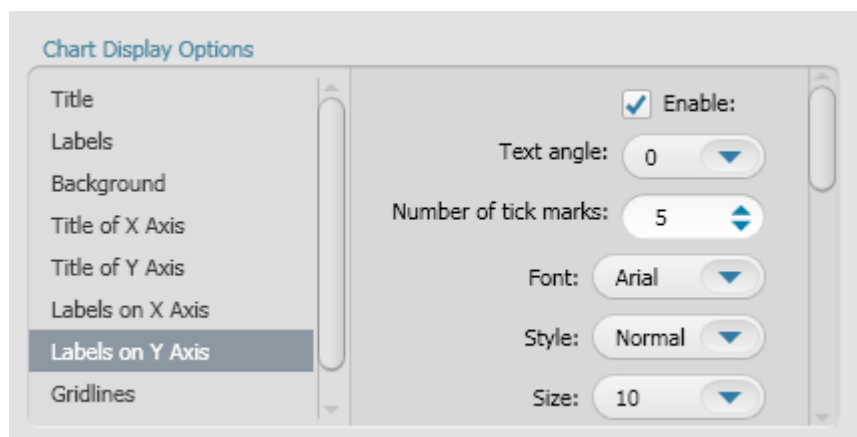 Chart Display Options
Title
Labels
Background
Title of X Axis
Title of Y Axis
Labels on X Axis
Labels on Y Axis
Gridlines
Enable:
Text angle: 0
Number of tick marks: 5
Font: Arial
Style: Normal
Size: 10